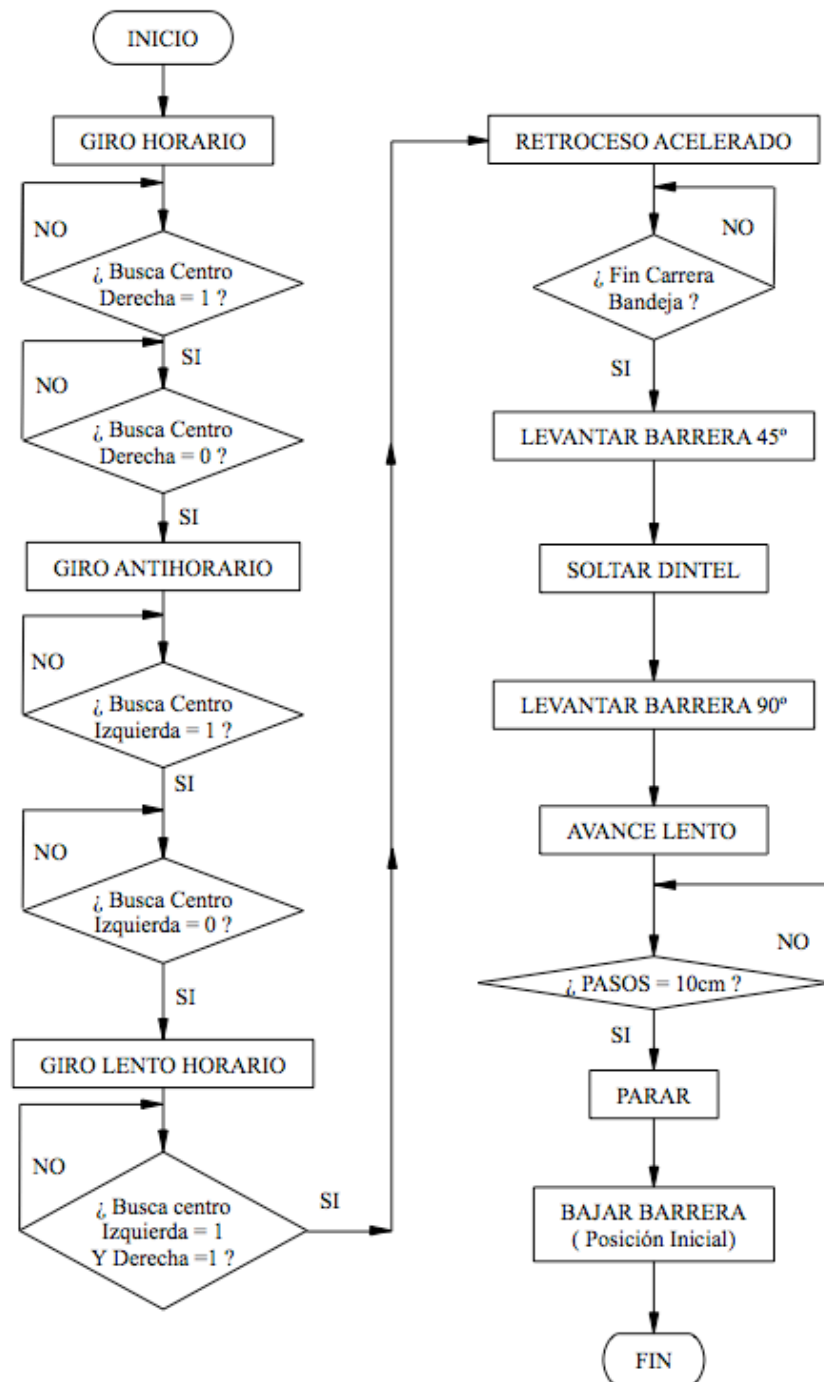 INICIO
GIRO HORARIO
NO
¿ Busca Centro
Derecha = 1 ?
SI
NO
¿ Busca Centro
Derecha = 0 ?
SI
GIRO ANTIHORARIO
NO
¿ Busca Centro
Izquierda = 1 ?
SI
NO
¿ Busca Centro
Izquierda = 0 ?
SI
GIRO LENTO HORARIO
NO
¿ Busca centro
Izquierda = 1
Y Derecha =1 ?
SI
RETROCESO ACELERADO
NO
¿ Fin Carrera
Bandeja ?
SI
LEVANTAR BARRERA 45º
SOLTAR DINTEL
LEVANTAR BARRERA 90º
AVANCE LENTO
NO
¿ PASOS = 10cm ?
SI
PARAR
BAJAR BARRERA
( Posición Inicial)
FIN